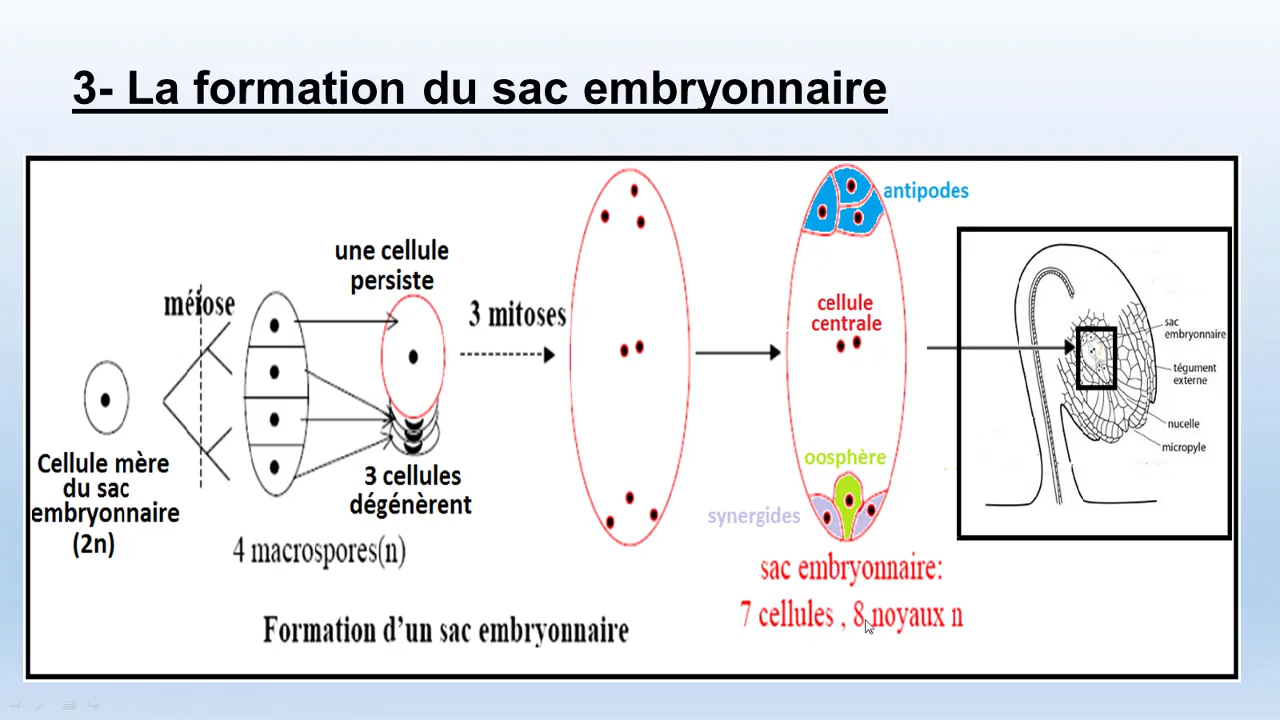 3- La formation du sac embryonnaire
antipodes
une cellule
persiste
méiose
3 mitoses
cellule
centrale
sac
embryonnaire
tégument
externe
nucelle
micropyle
Cellule mère
du sac
embryonnaire
(2n)
3 cellules
dégénèrent
4 macrospores(n)
oosphère
synergides
sac embryonnaire:
7 cellules , 8 noyaux n
Formation d'un sac embryonnaire